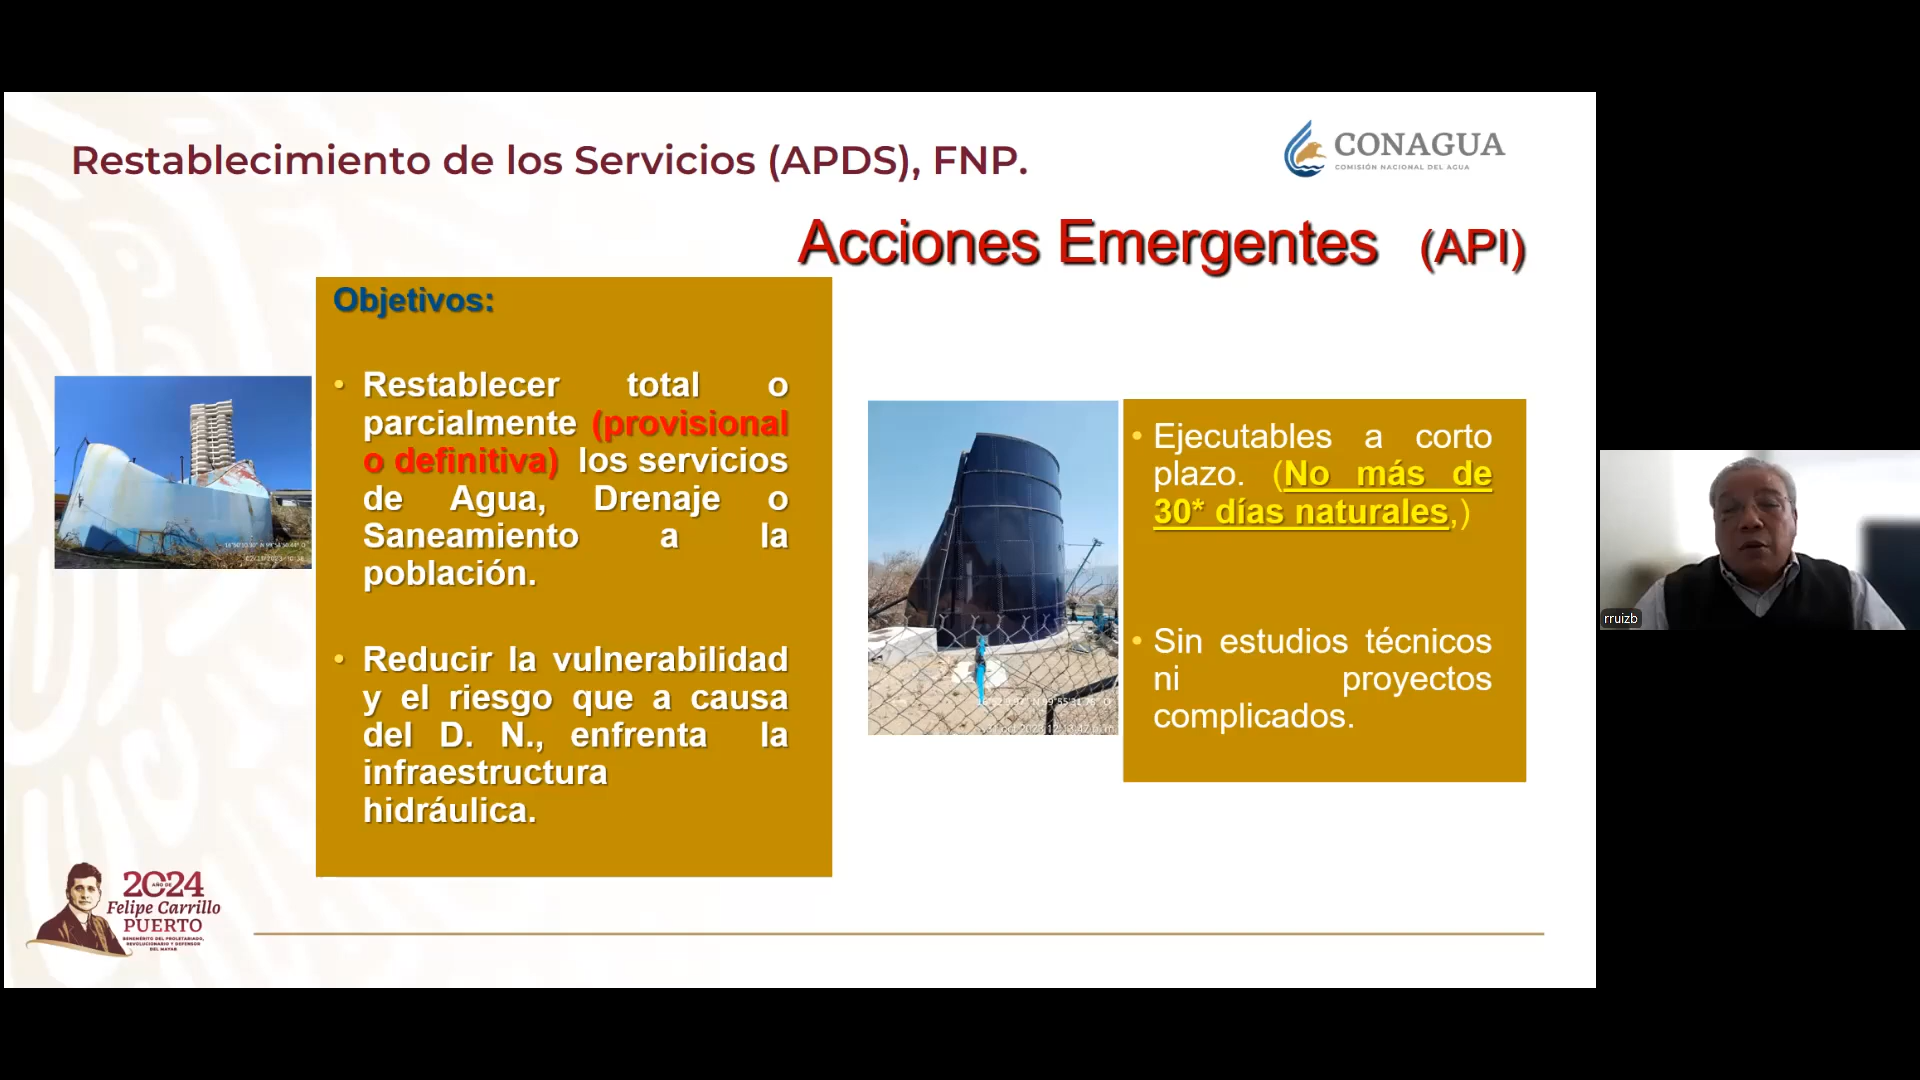 Restablecimiento de los Servicios (APDS), FNP.
CONAGUA
COMISIÓN NACIONAL DEL AGUA
Acciones Emergentes (API)
Objetivos:
• Restablecer total o
parcialmente (provisional
o definitiva) los servicios
de Agua, Drenaje o
Saneamiento a la
población.
• Reducir la vulnerabilidad
y el riesgo que a causa
del D. N., enfrenta la
infraestructura
hidráulica.
• Ejecutables a corto
plazo. (No más de
30* días naturales,)
• Sin estudios técnicos
ni proyectos
complicados.
rruizb
2024
AÑO DE
Felipe Carrillo
PUERTO
BENEMÉRITO DEL PROLETARIADO,
REVOLUCIONARIO Y DEFENSOR
DEL MAYAB